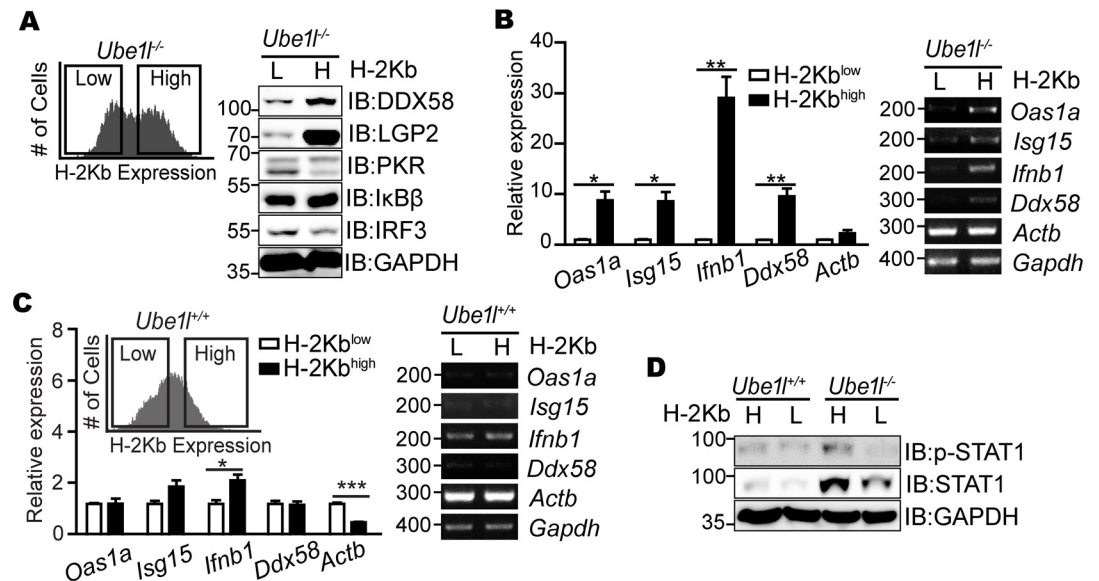 A
Ube1l-/-
Low High
# of Cells
H-2Kb Expression
Ube1l-/-
L H H-2Kb
100 IB:DDX58
70 IB:LGP2
70 IB:PKR
55 IB:IκBβ
55 IB:IRF3
35 IB:GAPDH
B
Relative expression
40
30
20
10
0
H-2Kblow
H-2Kbhigh
* * ** **
Oas1a Isg15 Ifnb1 Ddx58 Actb
Ube1l-/-
L H H-2Kb
200 Oas1a
200 Isg15
200 Ifnb1
300 Ddx58
300 Actb
400 Gapdh
C
Relative expression
8
6
4
2
0
Ube1l+/+
Low High
# of Cells
H-2Kb Expression
H-2Kblow
H-2Kbhigh
* ***
Oas1a Isg15 Ifnb1 Ddx58 Actb
Ube1l+/+
L H H-2Kb
200 Oas1a
200 Isg15
200 Ifnb1
300 Ddx58
300 Actb
400 Gapdh
D
Ube1l+/+ Ube1l-/-
H-2Kb H L H L
100 IB:p-STAT1
100 IB:STAT1
35 IB:GAPDH